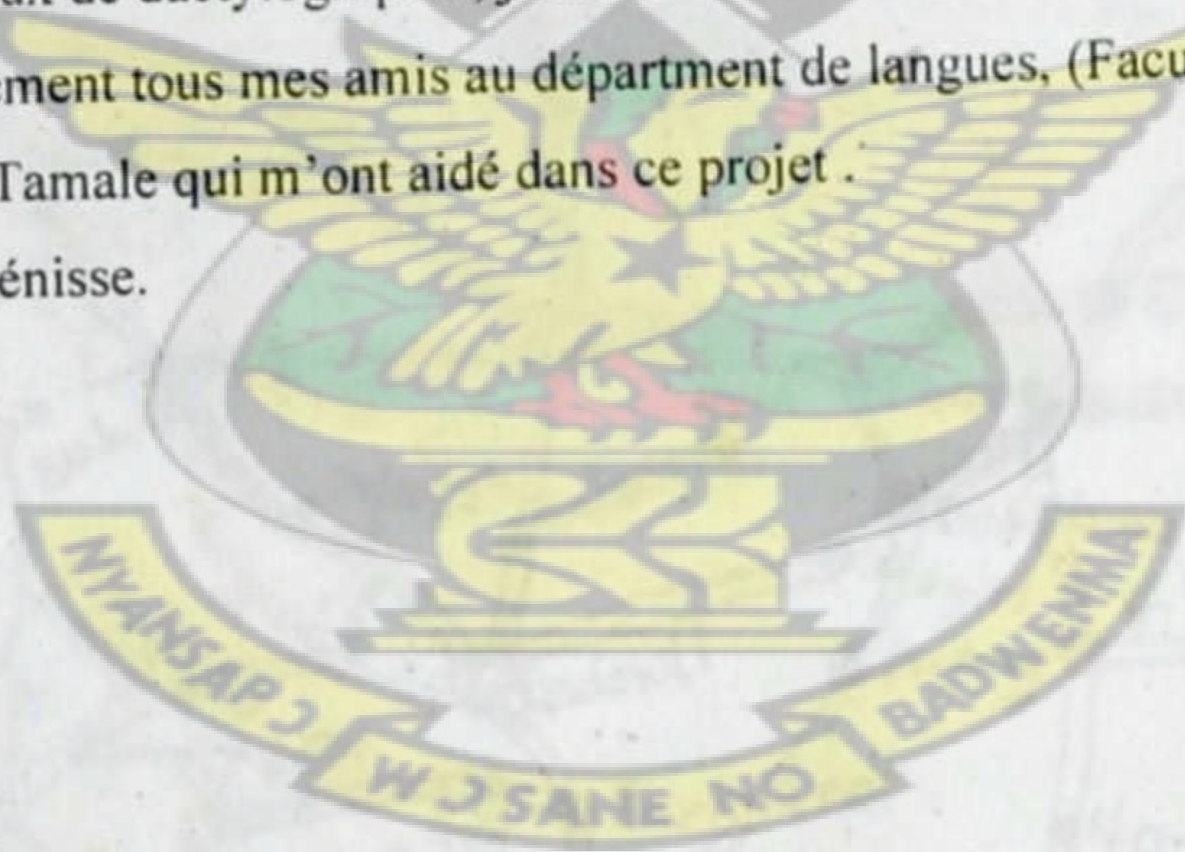 ement tous mes amis au départment de langues, (Facu
Tamale qui m'ont aidé dans ce projet .
énisse.
NYANSAPƆ
WƆSANE NO
BADWENMA